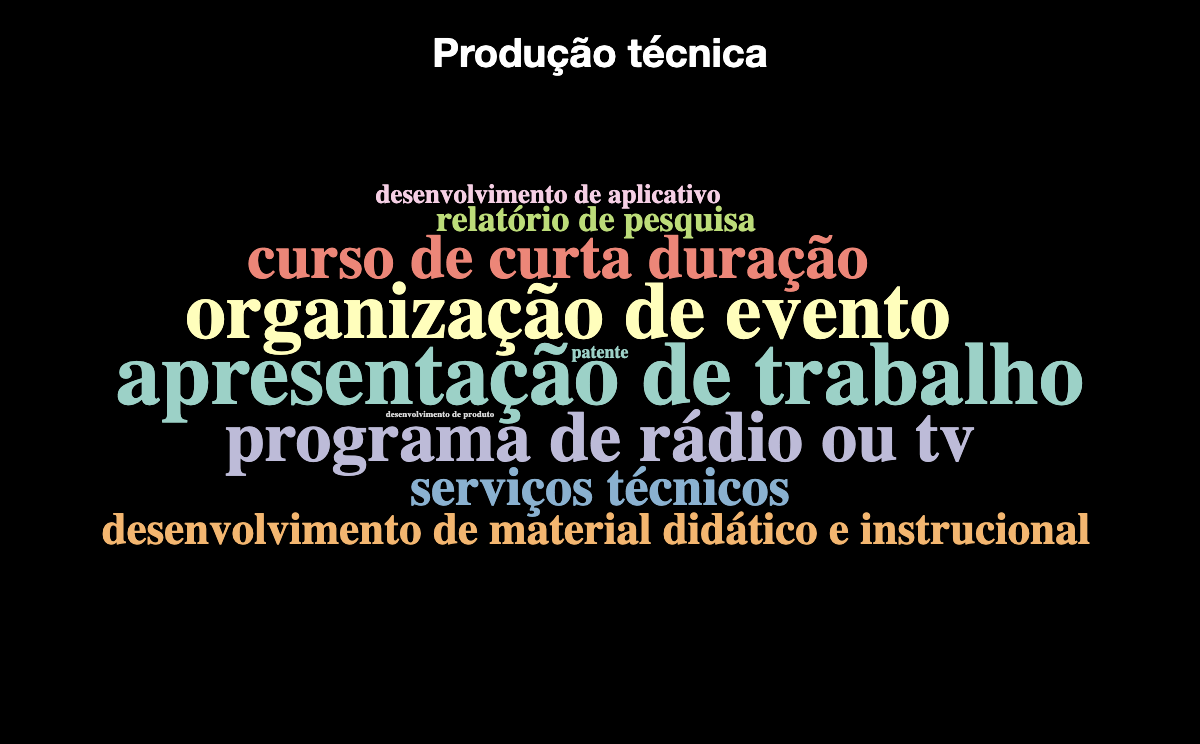 Produção técnica
desenvolvimento de aplicativo
relatório de pesquisa
curso de curta duração
organização de evento
patente
apresentação de trabalho
desenvolvimento de produto
programa de rádio ou tv
serviços técnicos
desenvolvimento de material didático e instrucional